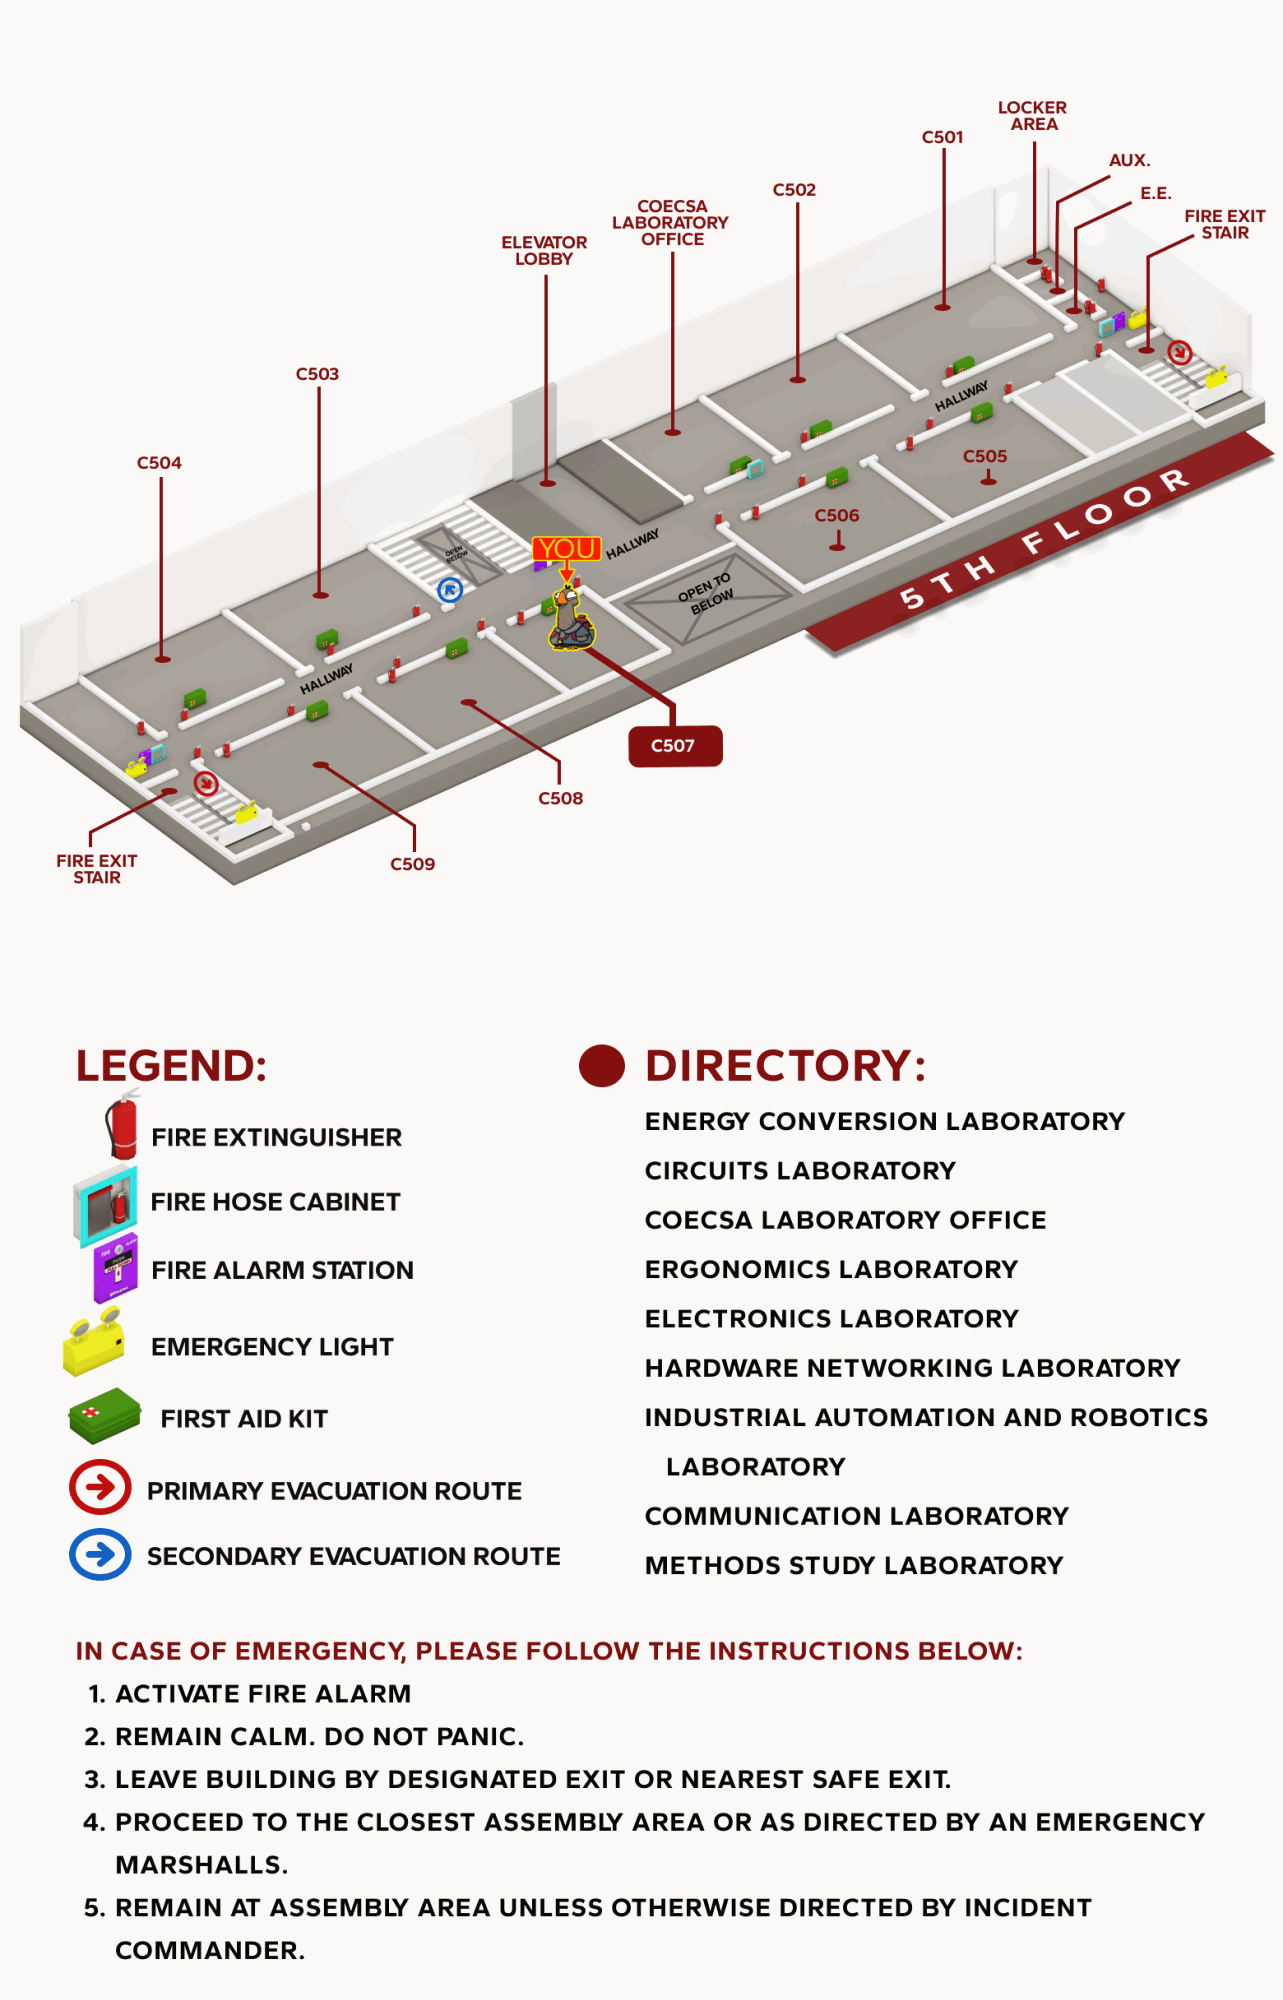 LOCKER
AREA
C501
AUX.
C502
E.E.
COECSA
LABORATORY
OFFICE
FIRE EXIT
STAIR
ELEVATOR
LOBBY
C503
HALLWAY
C504
C505
5TH FLOOR
C506
YOU
HALLWAY
OPEN
BELOW
OPEN TO
BELOW
HALLWAY
C507
C508
FIRE EXIT
STAIR
C509
LEGEND:
FIRE EXTINGUISHER
FIRE HOSE CABINET
FIRE ALARM STATION
EMERGENCY LIGHT
FIRST AID KIT
PRIMARY EVACUATION ROUTE
SECONDARY EVACUATION ROUTE
DIRECTORY:
ENERGY CONVERSION LABORATORY
CIRCUITS LABORATORY
COECSA LABORATORY OFFICE
ERGONOMICS LABORATORY
ELECTRONICS LABORATORY
HARDWARE NETWORKING LABORATORY
INDUSTRIAL AUTOMATION AND ROBOTICS
LABORATORY
COMMUNICATION LABORATORY
METHODS STUDY LABORATORY
IN CASE OF EMERGENCY, PLEASE FOLLOW THE INSTRUCTIONS BELOW:
1. ACTIVATE FIRE ALARM
2. REMAIN CALM. DO NOT PANIC.
3. LEAVE BUILDING BY DESIGNATED EXIT OR NEAREST SAFE EXIT.
4. PROCEED TO THE CLOSEST ASSEMBLY AREA OR AS DIRECTED BY AN EMERGENCY
MARSHALLS.
5. REMAIN AT ASSEMBLY AREA UNLESS OTHERWISE DIRECTED BY INCIDENT
COMMANDER.